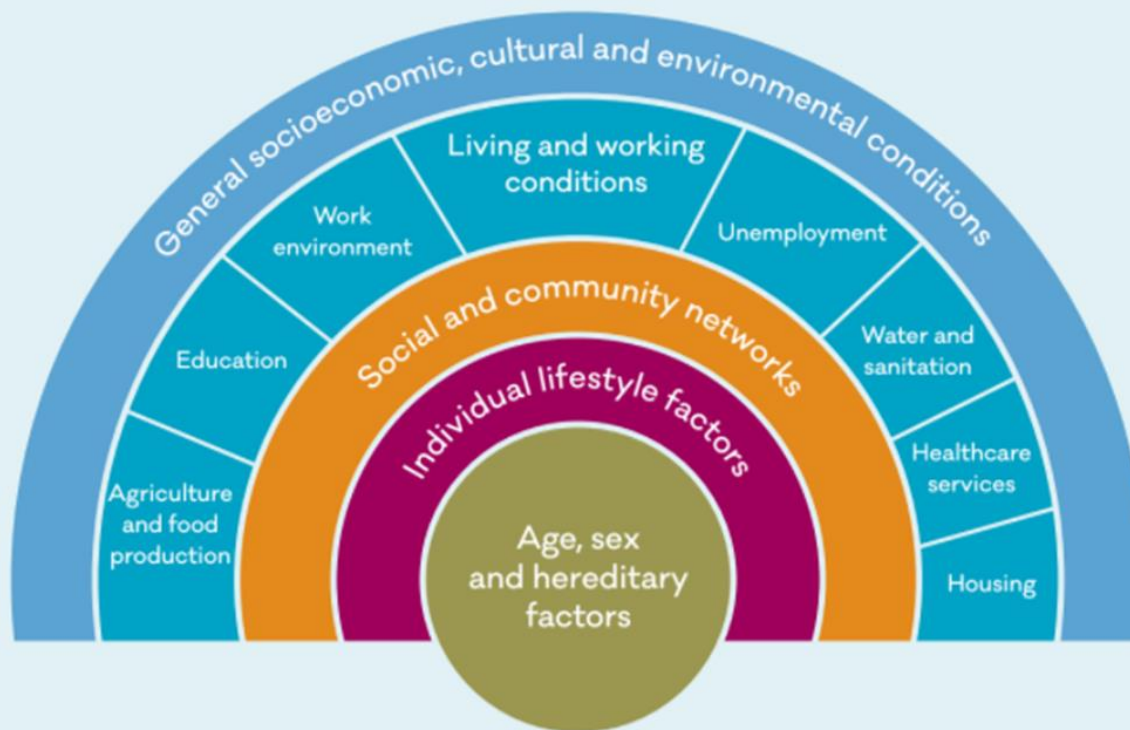 General socioeconomic, cultural and environmental conditions
Living and working
conditions
Work
environment
Unemployment
Education
Water and
sanitation
Agriculture
and food
production
Healthcare
services
Housing
Social and community networks
Individual lifestyle factors
Age, sex
and hereditary
factors